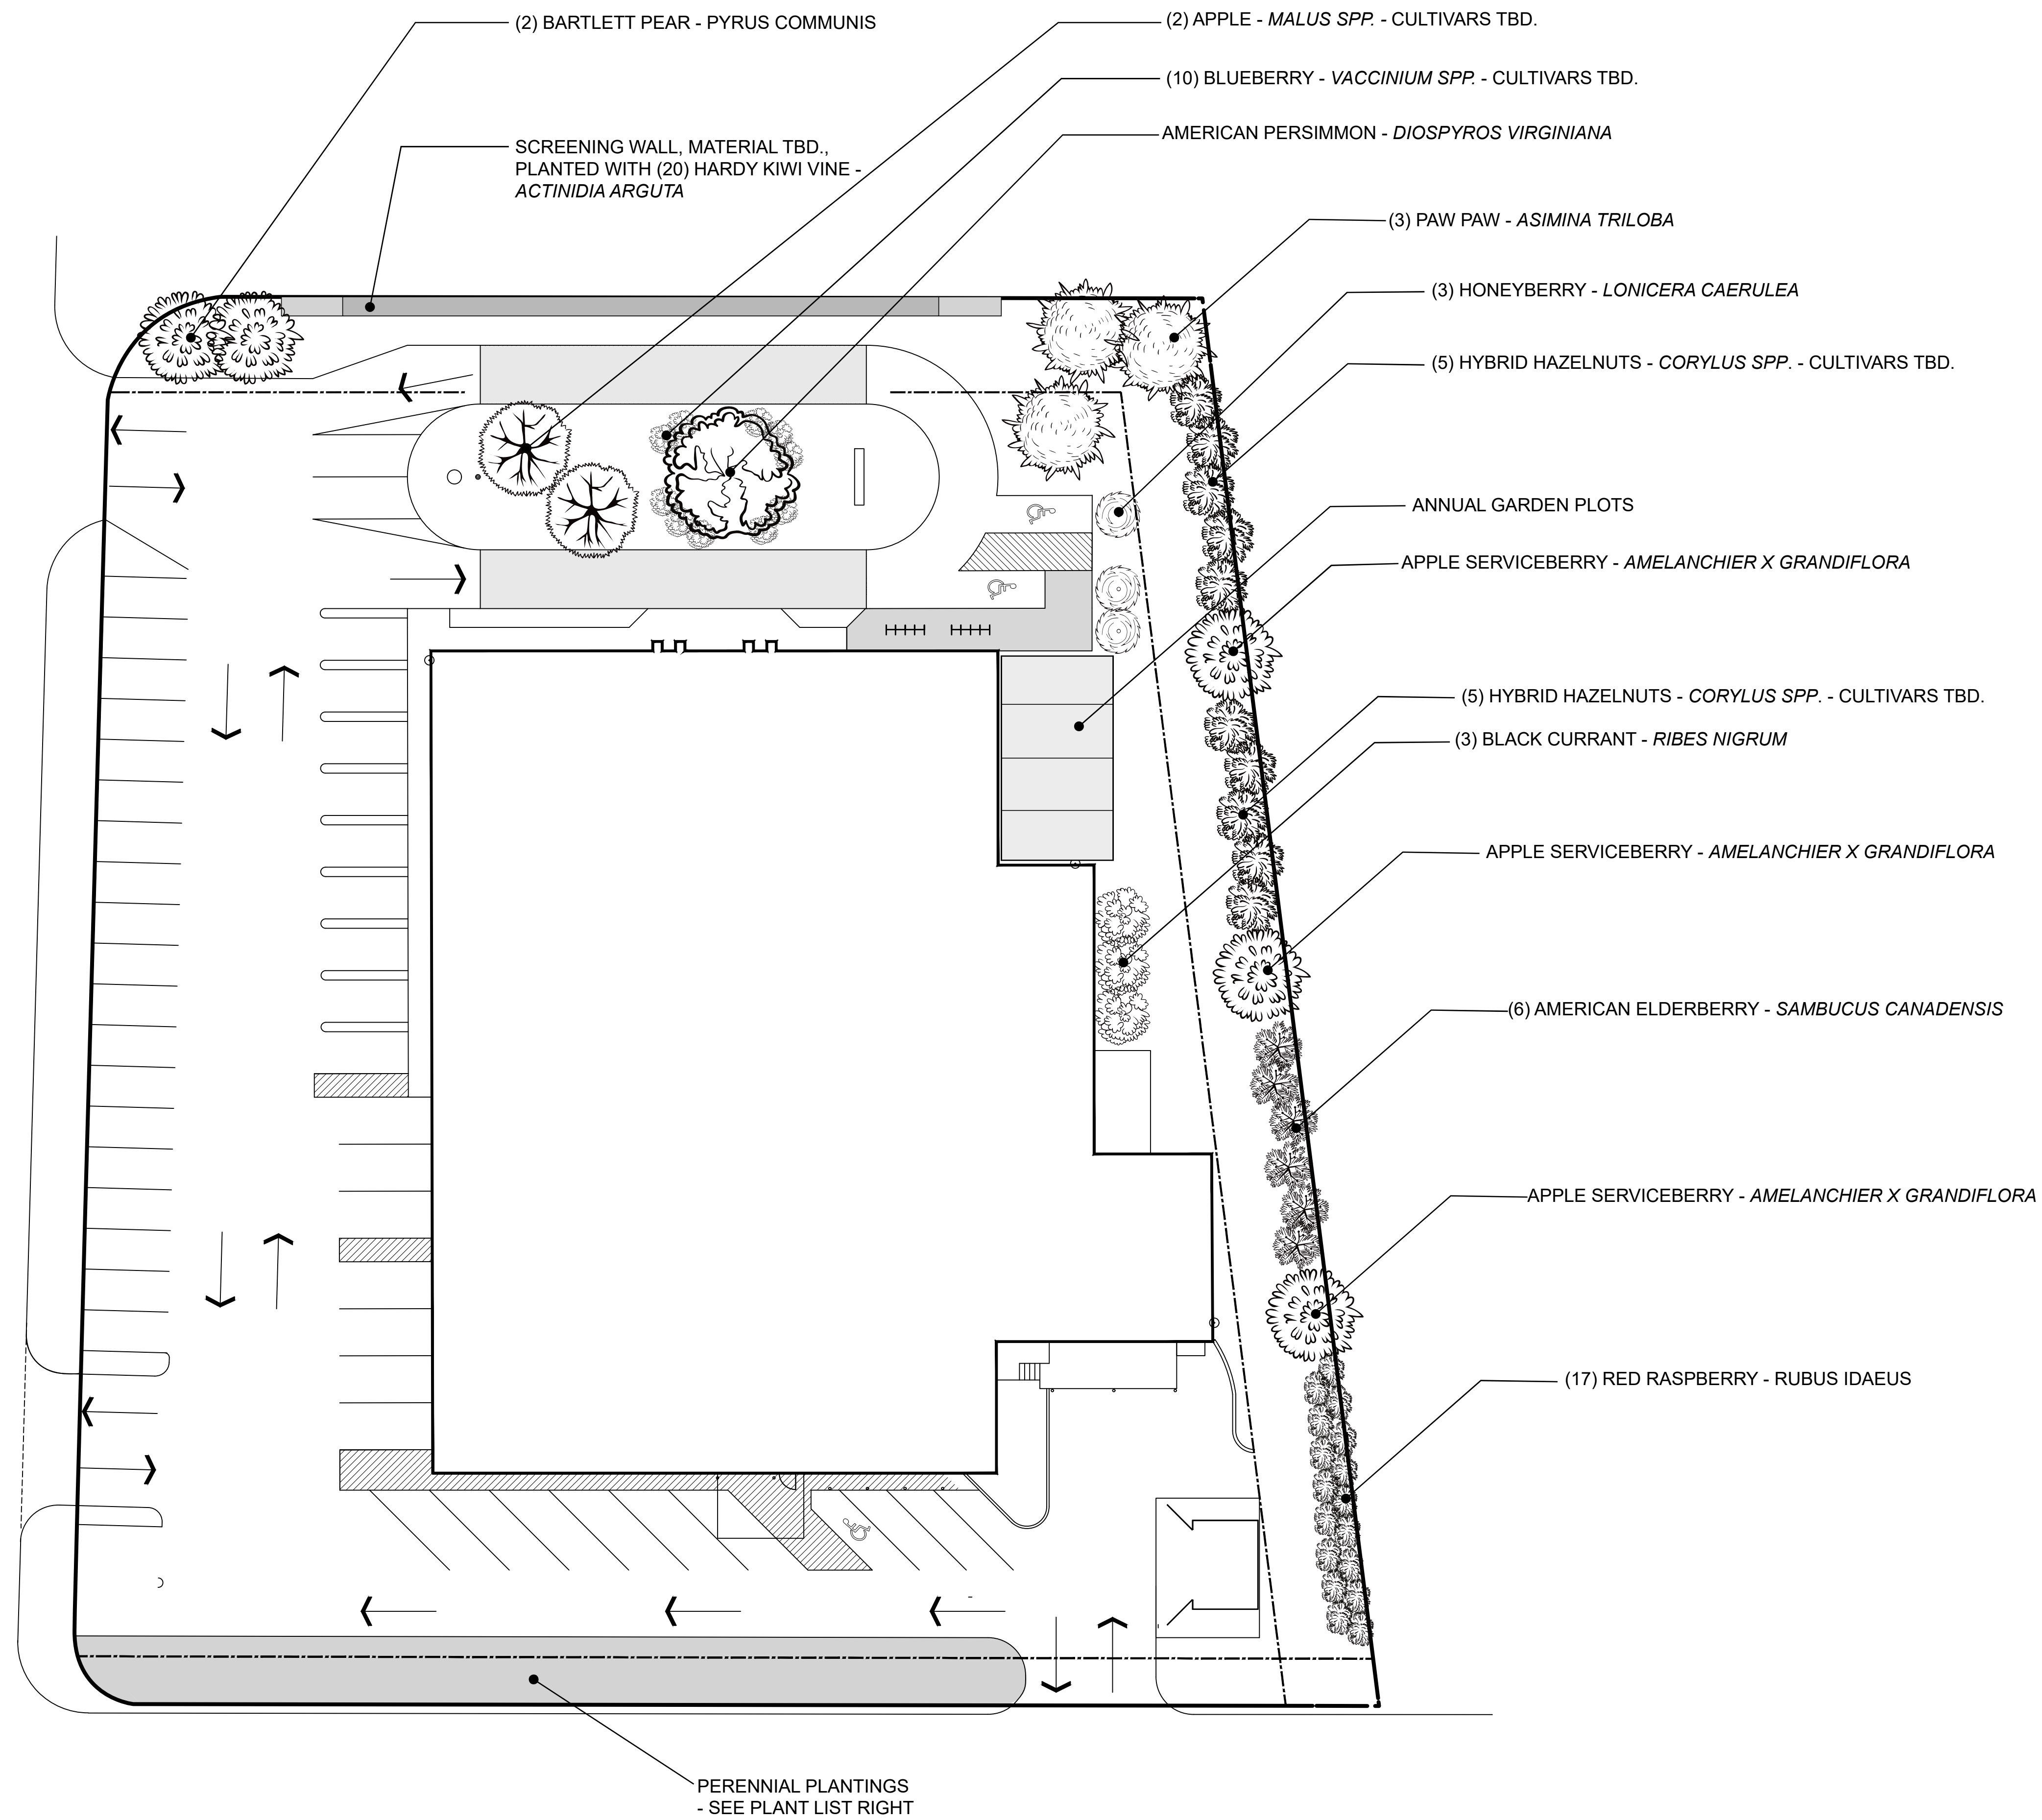 (2) BARTLETT PEAR - PYRUS COMMUNIS
(2) APPLE - MALUS SPP. - CULTIVARS TBD.
(10) BLUEBERRY - VACCINIUM SPP. - CULTIVARS TBD.
AMERICAN PERSIMMON - DIOSPYROS VIRGINIANA
SCREENING WALL, MATERIAL TBD.,
PLANTED WITH (20) HARDY KIWI VINE -
ACTINIDIA ARGUTA
(3) PAW PAW - ASIMINA TRILOBA
(3) HONEYBERRY - LONICERA CAERULEA
(5) HYBRID HAZELNUTS - CORYLUS SPP. - CULTIVARS TBD.
ANNUAL GARDEN PLOTS
APPLE SERVICEBERRY - AMELANCHIER X GRANDIFLORA
(5) HYBRID HAZELNUTS - CORYLUS SPP. - CULTIVARS TBD.
(3) BLACK CURRANT - RIBES NIGRUM
APPLE SERVICEBERRY - AMELANCHIER X GRANDIFLORA
(6) AMERICAN ELDERBERRY - SAMBUCUS CANADENSIS
APPLE SERVICEBERRY - AMELANCHIER X GRANDIFLORA
(17) RED RASPBERRY - RUBUS IDAEUS
PERENNIAL PLANTINGS
- SEE PLANT LIST RIGHT